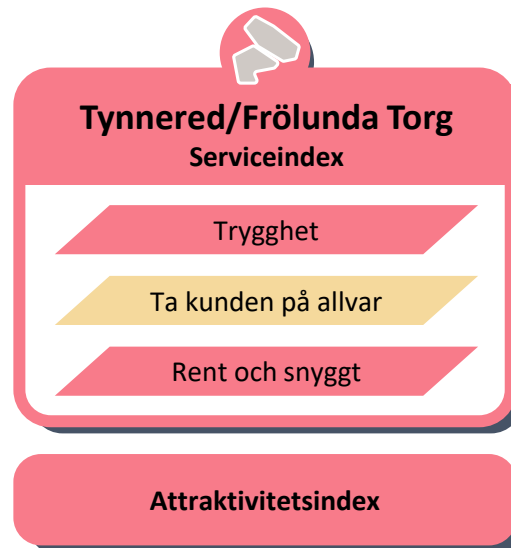 Tynnered/Frölunda Torg
Serviceindex
Trygghet
Ta kunden på allvar
Rent och snyggt
Attraktivitetsindex